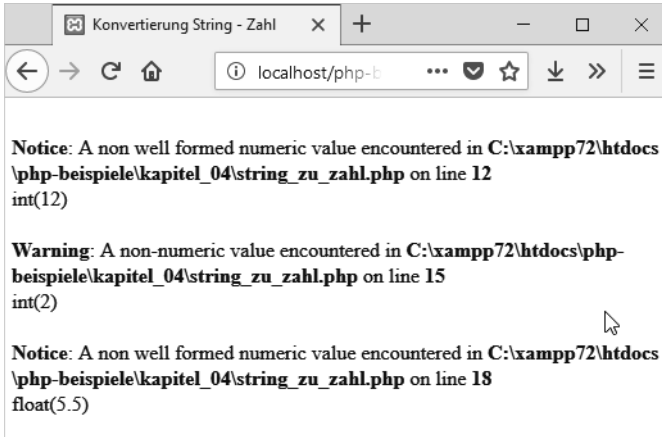 Konvertierung String - Zahl
localhost/php-b
Notice: A non well formed numeric value encountered in C:\xampp72\htdocs
\php-beispiele\kapitel_04\string_zu_zahl.php on line 12
int(12)
Warning: A non-numeric value encountered in C:\xampp72\htdocs\php-
beispiele\kapitel_04\string_zu_zahl.php on line 15
int(2)
Notice: A non well formed numeric value encountered in C:\xampp72\htdocs
\php-beispiele\kapitel_04\string_zu_zahl.php on line 18
float(5.5)